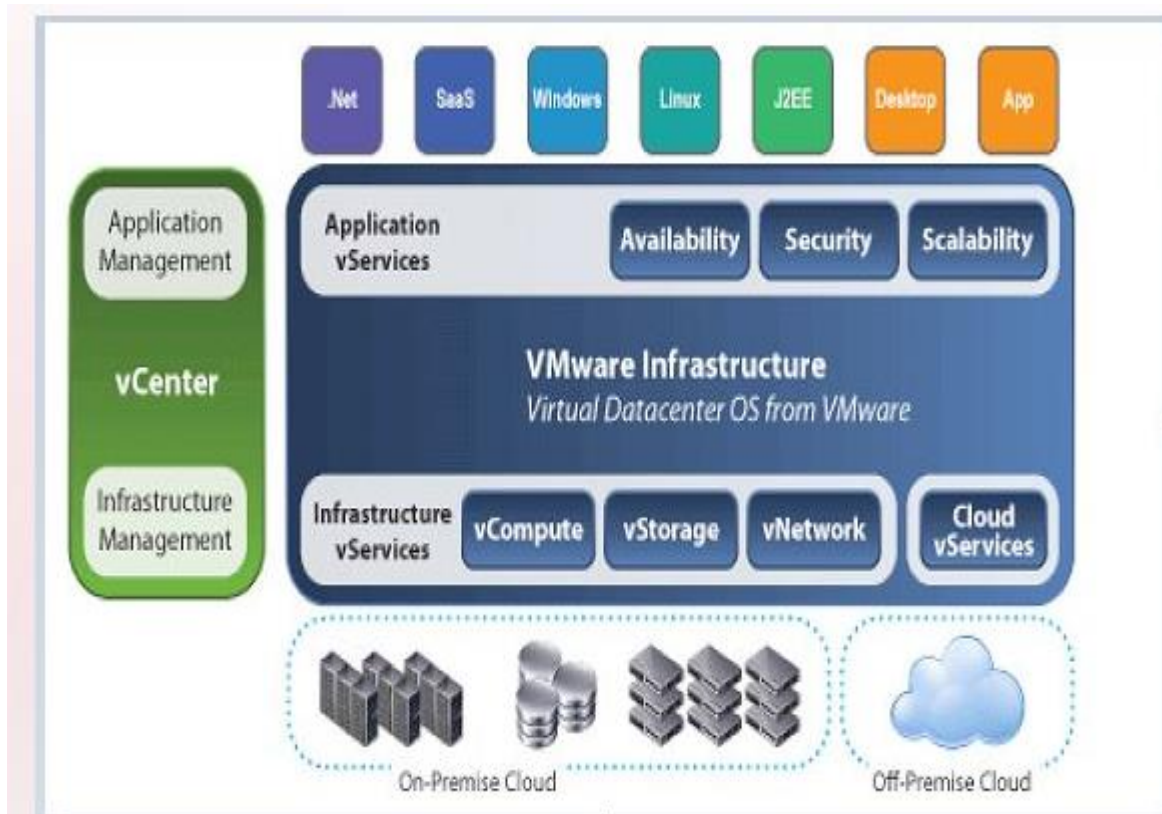 .Net
SaaS
Windows
Linux
J2EE
Desktop
App
Application
Management
vCenter
Infrastructure
Management
Application
vServices
Availability
Security
Scalability
VMware Infrastructure
Virtual Datacenter OS from VMware
Infrastructure
vServices
vCompute
vStorage
vNetwork
Cloud
vServices
On-Premise Cloud
Off-Premise Cloud